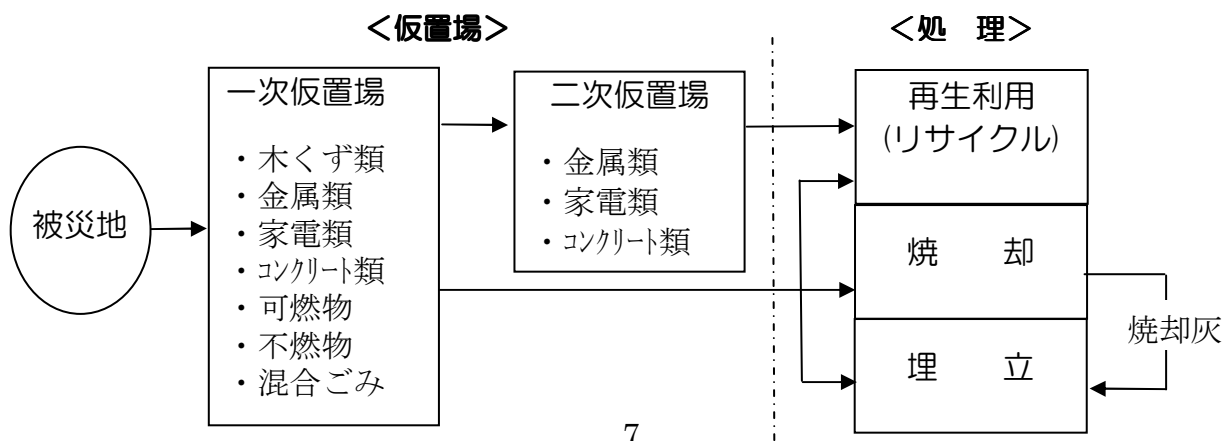 ＜仮置場＞
＜処　理＞
被災地
一次仮置場
・木くず類
・金属類
・家電類
・ｺﾝｸﾘｰﾄ類
・可燃物
・不燃物
・混合ごみ
二次仮置場
・金属類
・家電類
・ｺﾝｸﾘｰﾄ類
再生利用
(リサイクル)
焼　　却
埋　　立
焼却灰
7